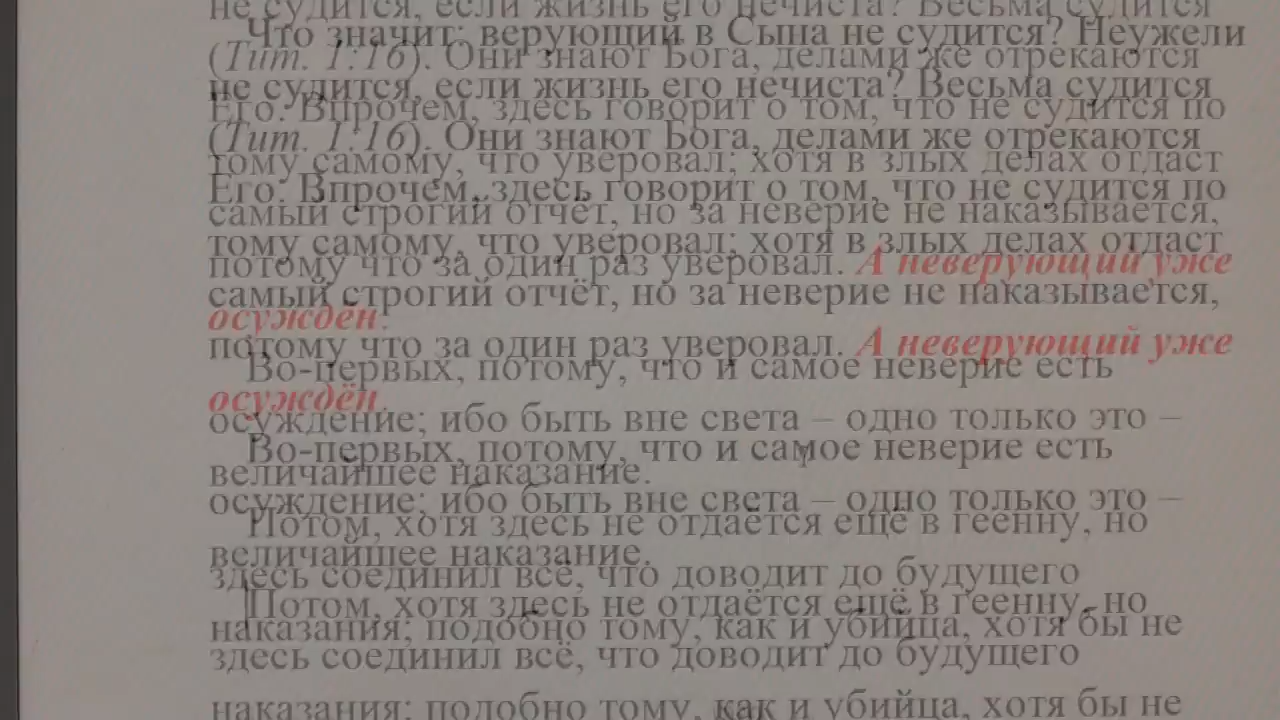 Что значит: верующий в Сына не судится? Неужели
не судится, если жизнь его нечиста? Весьма судится
(Тит. 1:16). Они знают Бога, делами же отрекаются
Его. Впрочем, здесь говорит о том, что не судится по
тому самому, что уверовал; хотя в злых делах отдаст
самый строгий отчёт, но за неверие не наказывается,
потому что за один раз уверовал. А неверующий уже
осуждён.
Во-первых, потому, что и самое неверие есть
осуждение; ибо быть вне света – одно только это –
величайшее наказание.
Потом, хотя здесь не отдаётся ещё в геенну, но
здесь соединил всё, что доводит до будущего
наказания; подобно тому, как и убийца, хотя бы не